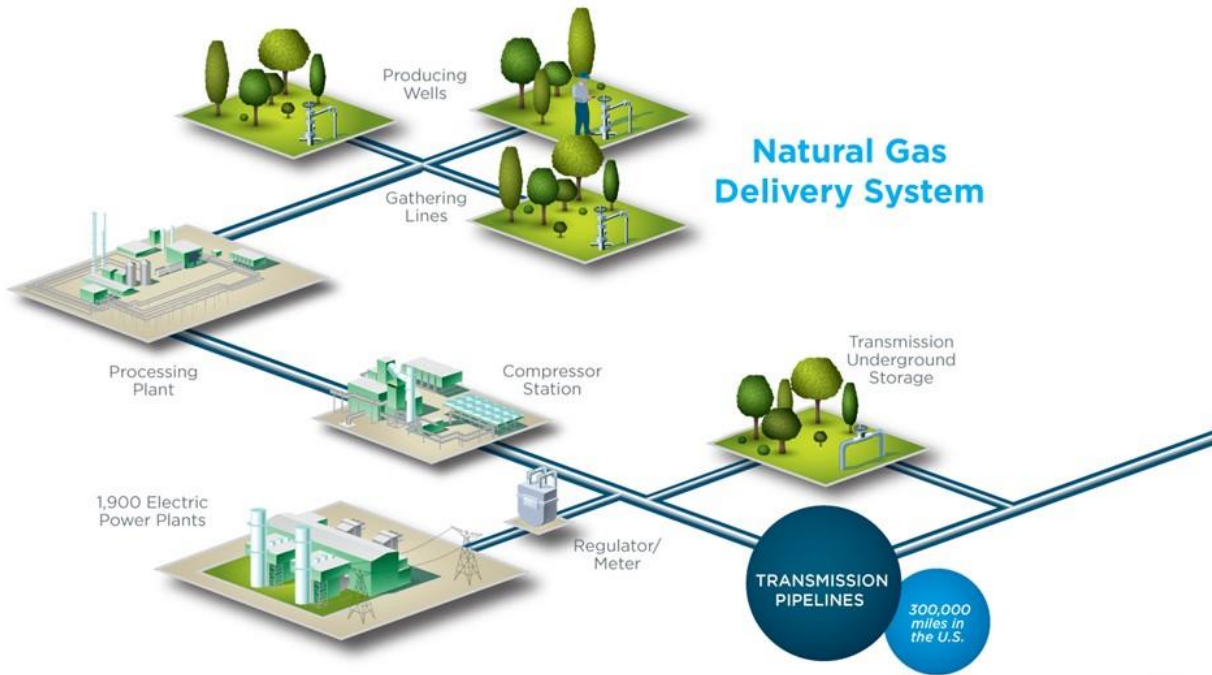 Producing
Wells
Natural Gas
Delivery System
Gathering
Lines
Processing
Plant
Compressor
Station
Transmission
Underground
Storage
1,900 Electric
Power Plants
Regulator/
Meter
TRANSMISSION
PIPELINES
300,000
miles in
the U.S.